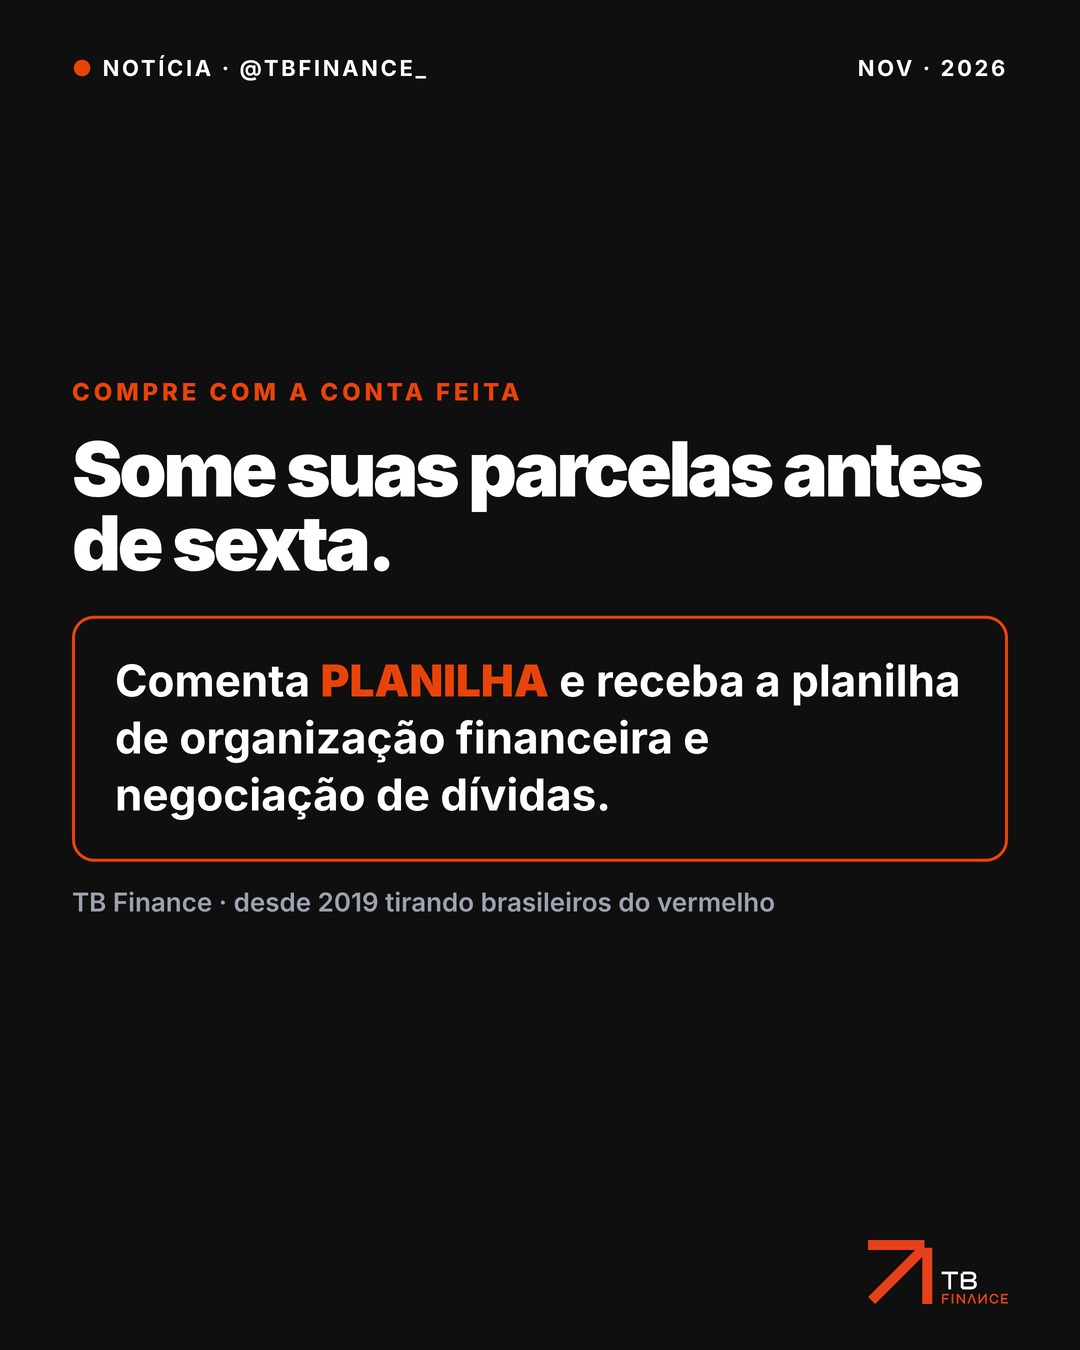 NOTÍCIA · @TBFINANCE_
NOV · 2026
COMPRE COM A CONTA FEITA
Some suas parcelas antes
de sexta.
Comenta PLANILHA e receba a planilha
de organização financeira e
negociação de dívidas.
TB Finance · desde 2019 tirando brasileiros do vermelho
TB
FINANCE